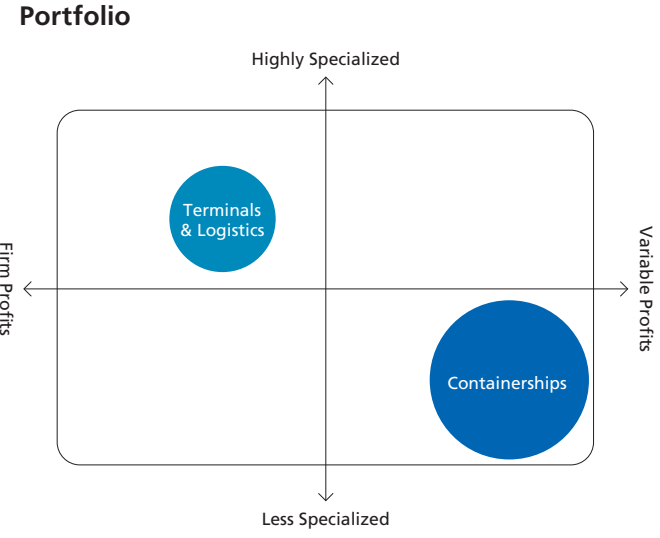 Portfolio
Highly Specialized
Terminals
& Logistics
Firm Profits
Variable Profits
Containerships
Less Specialized